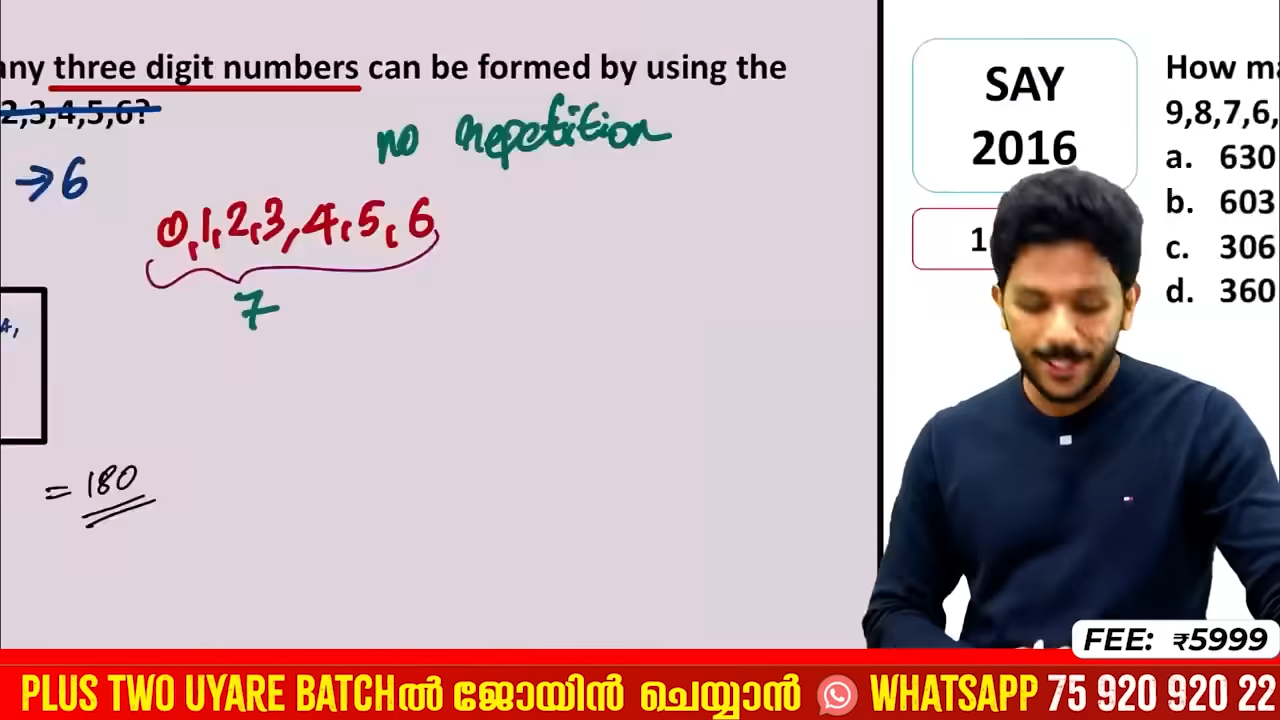 any three digit numbers can be formed by using the
2,3,4,5,6?
no repetition
→6
0,1,2,3,4,5,6
7
4,
= 180
SAY
2016
1
How ma
9,8,7,6,
a. 630
b. 603
c. 306
d. 360
FEE: ₹5999
PLUS TWO UYARE BATCHൽ ജോയിൻ ചെയ്യാൻ WHATSAPP 75 920 920 22